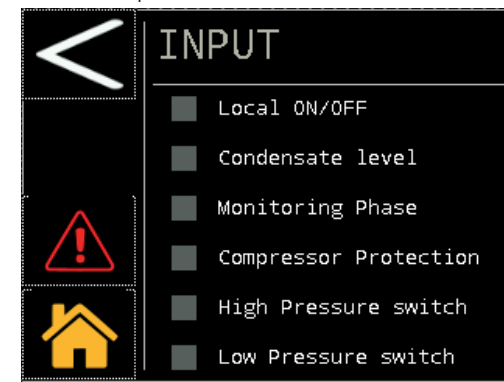 INPUT
Local ON/OFF
Condensate level
Monitoring Phase
Compressor Protection
High Pressure switch
Low Pressure switch